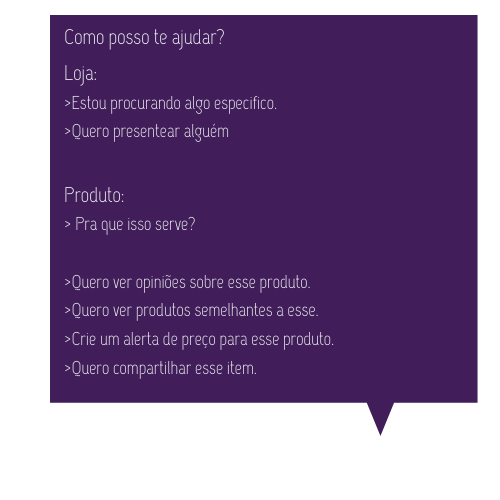 Como posso te ajudar?
Loja:
>Estou procurando algo especifico.
>Quero presentear alguém
Produto:
> Pra que isso serve?
>Quero ver opiniões sobre esse produto.
>Quero ver produtos semelhantes a esse.
>Crie um alerta de preço para esse produto.
>Quero compartilhar esse item.